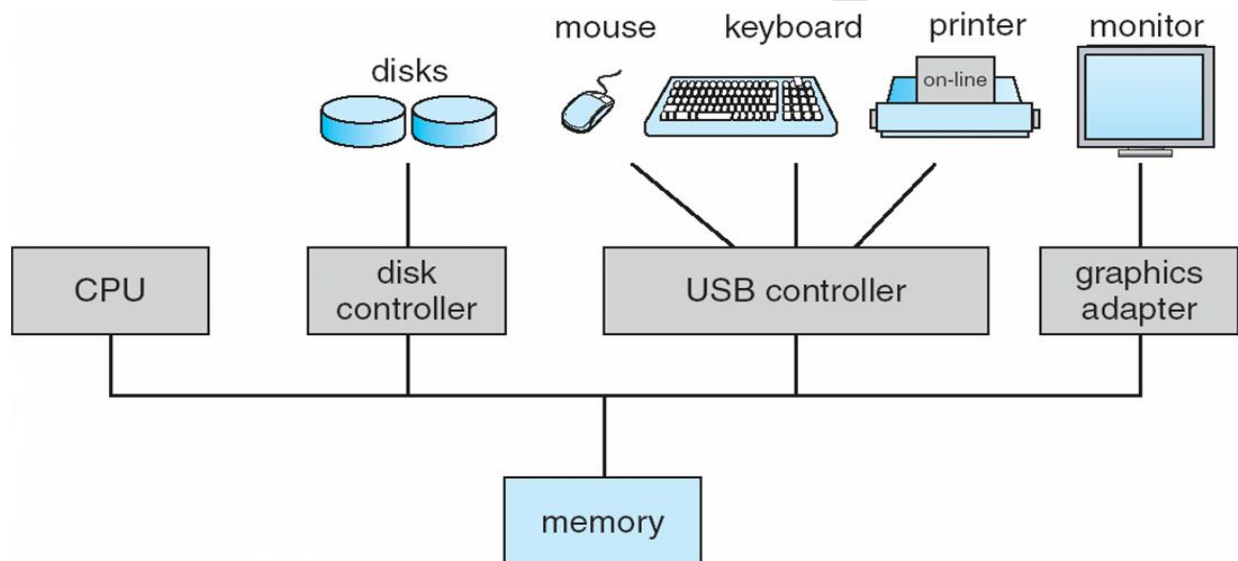 mouse
keyboard
printer
monitor
disks
on-line
CPU
disk
controller
USB controller
graphics
adapter
memory